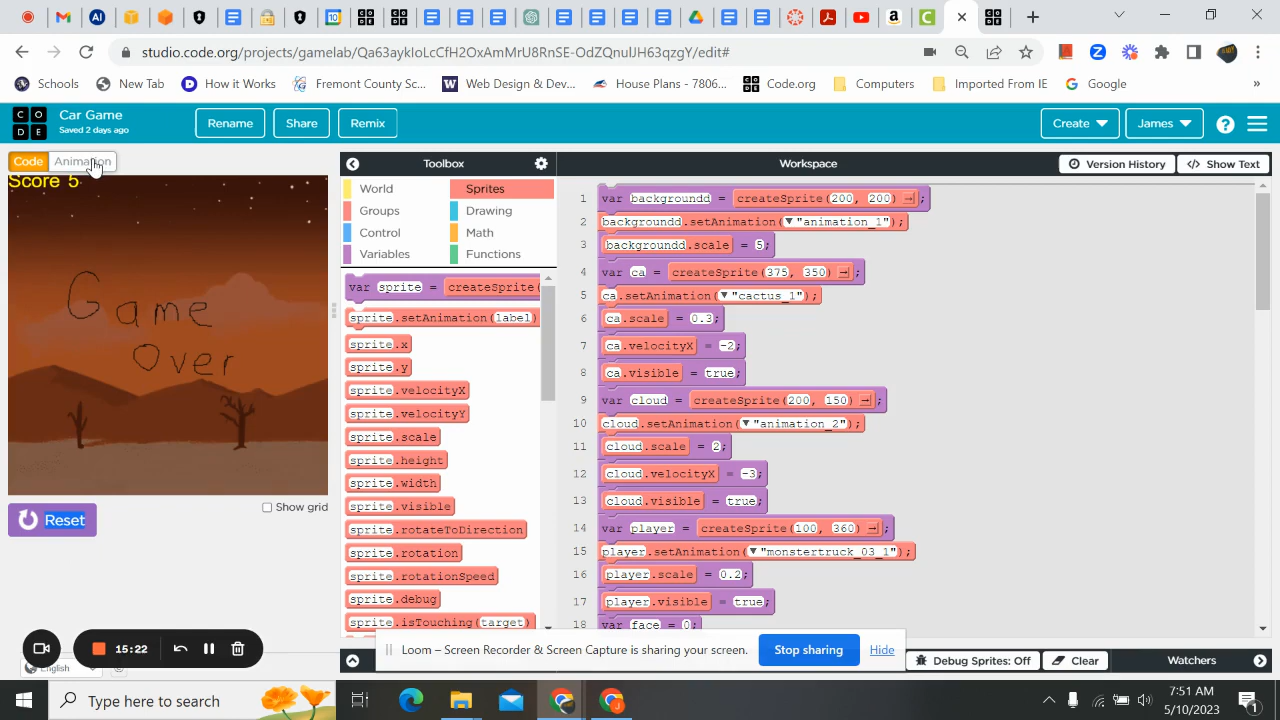 studio.code.org/projects/gamelab/Qa63aykIoLcCfH2OxAmMrU8RnSE-OdZQnuIJH63qzgY/edit#
Schools New Tab How it Works Fremont County Sc... Web Design & Dev... House Plans - 7806... Code.org Computers Imported From IE Google »
CODE Car Game Rename Share Remix Create James ?
Saved 2 days ago
Code Animation Toolbox Workspace Version History </> Show Text
Score 5
Game
Over
Reset Show grid
World Sprites
Groups Drawing
Control Math
Variables Functions
var sprite = createSprite(
sprite.setAnimation(label)
sprite.x
sprite.y
sprite.velocityX
sprite.velocityY
sprite.scale
sprite.height
sprite.width
sprite.visible
sprite.rotateToDirection
sprite.rotation
sprite.rotationSpeed
sprite.debug
sprite.isTouching(target)
1 var backgroundd = createSprite(200, 200);
2 backgroundd.setAnimation("animation_1");
3 backgroundd.scale = 5;
4 var ca = createSprite(375, 350);
5 ca.setAnimation("cactus_1");
6 ca.scale = 0.3;
7 ca.velocityX = -2;
8 ca.visible = true;
9 var cloud = createSprite(200, 150);
10 cloud.setAnimation("animation_2");
11 cloud.scale = 2;
12 cloud.velocityX = -3;
13 cloud.visible = true;
14 var player = createSprite(100, 360);
15 player.setAnimation("monstertruck_03_1");
16 player.scale = 0.2;
17 player.visible = true;
18 var face = 0;
15:22
Loom – Screen Recorder & Screen Capture is sharing your screen. Stop sharing Hide
English
Debug Sprites: Off Clear Watchers
Type here to search
7:51 AM
5/10/2023
1